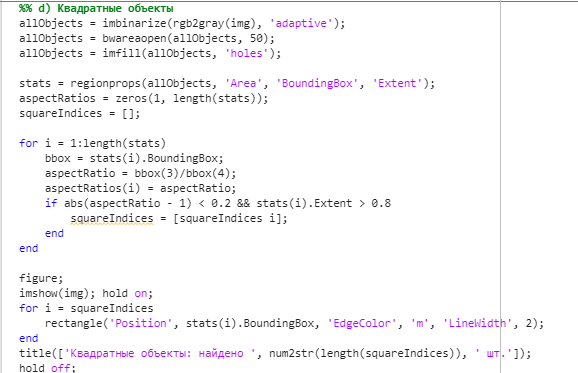 %% d) Квадратные объекты
allObjects = imbinarize(rgb2gray(img), 'adaptive');
allObjects = bwareaopen(allObjects, 50);
allObjects = imfill(allObjects, 'holes');
stats = regionprops(allObjects, 'Area', 'BoundingBox', 'Extent');
aspectRatios = zeros(1, length(stats));
squareIndices = [];
for i = 1:length(stats)
    bbox = stats(i).BoundingBox;
    aspectRatio = bbox(3)/bbox(4);
    aspectRatios(i) = aspectRatio;
    if abs(aspectRatio - 1) < 0.2 && stats(i).Extent > 0.8
        squareIndices = [squareIndices i];
    end
end
figure;
imshow(img); hold on;
for i = squareIndices
    rectangle('Position', stats(i).BoundingBox, 'EdgeColor', 'm', 'LineWidth', 2);
end
title(['Квадратные объекты: найдено ', num2str(length(squareIndices)), ' шт.']);
hold off;